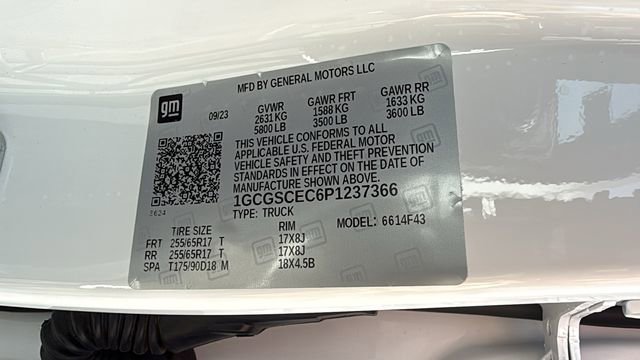 MFD BY GENERAL MOTORS LLC
gm
09/23 GVWR GAWR FRT GAWR RR
2631 KG 1588 KG 1633 KG
5800 LB 3500 LB 3600 LB
THIS VEHICLE CONFORMS TO ALL
APPLICABLE U.S. FEDERAL MOTOR
VEHICLE SAFETY AND THEFT PREVENTION
STANDARDS IN EFFECT ON THE DATE OF
MANUFACTURE SHOWN ABOVE.
1GCGSCEC6P1237366
TYPE: TRUCK MODEL: 6614F43
TIRE SIZE RIM
FRT 255/65R17 T 17X8J
RR 255/65R17 T 17X8J
SPA T175/90D18 M 18X4.5B